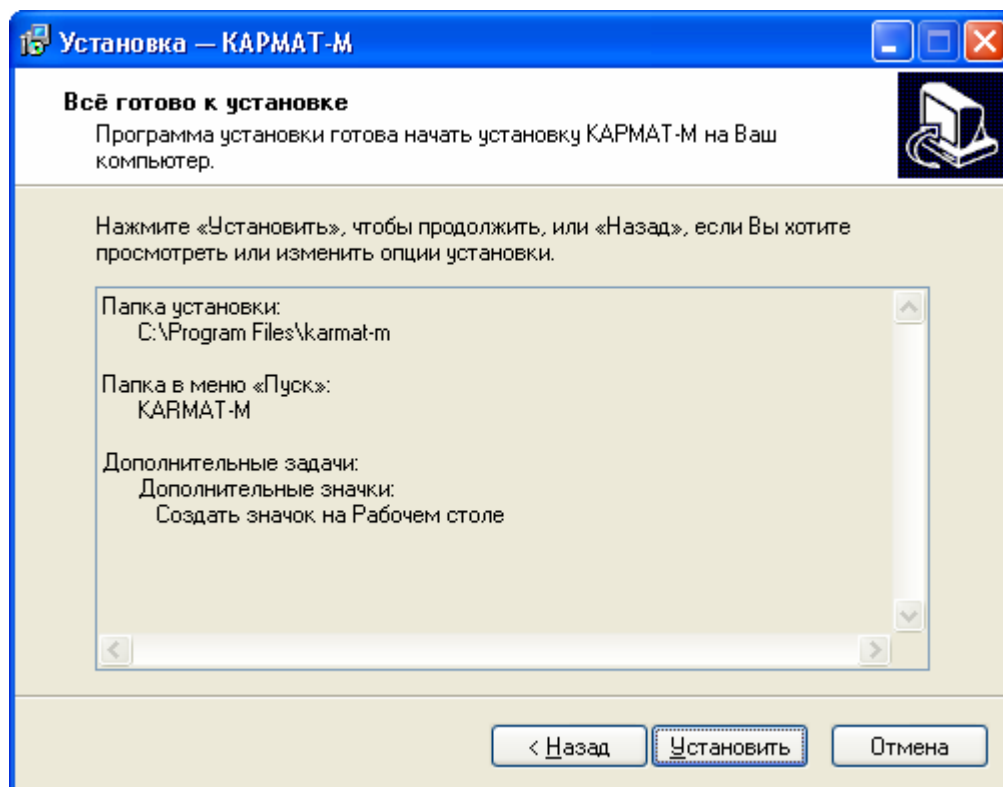 Установка — КАРМАТ-М
Всё готово к установке
Программа установки готова начать установку КАРМАТ-М на Ваш
компьютер.
Нажмите «Установить», чтобы продолжить, или «Назад», если Вы хотите
просмотреть или изменить опции установки.
Папка установки:
C:\Program Files\karmat-m
Папка в меню «Пуск»:
KARMAT-M
Дополнительные задачи:
Дополнительные значки:
Создать значок на Рабочем столе
< Назад
Установить
Отмена